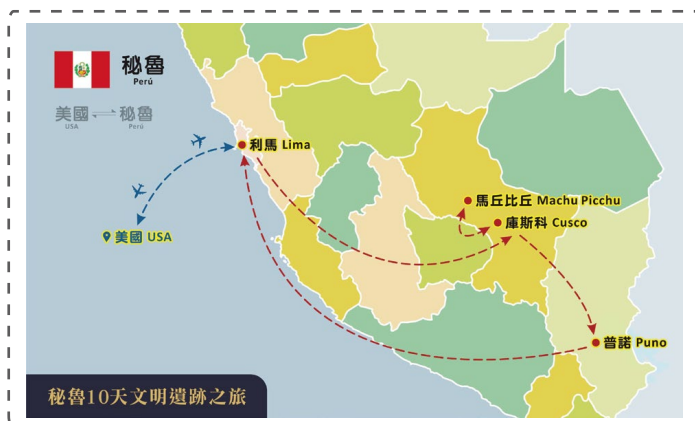 秘魯
Perú
美國 秘魯
USA Perú
利馬 Lima
馬丘比丘 Machu Picchu
庫斯科 Cusco
美國 USA
普諾 Puno
秘魯10天文明遺跡之旅